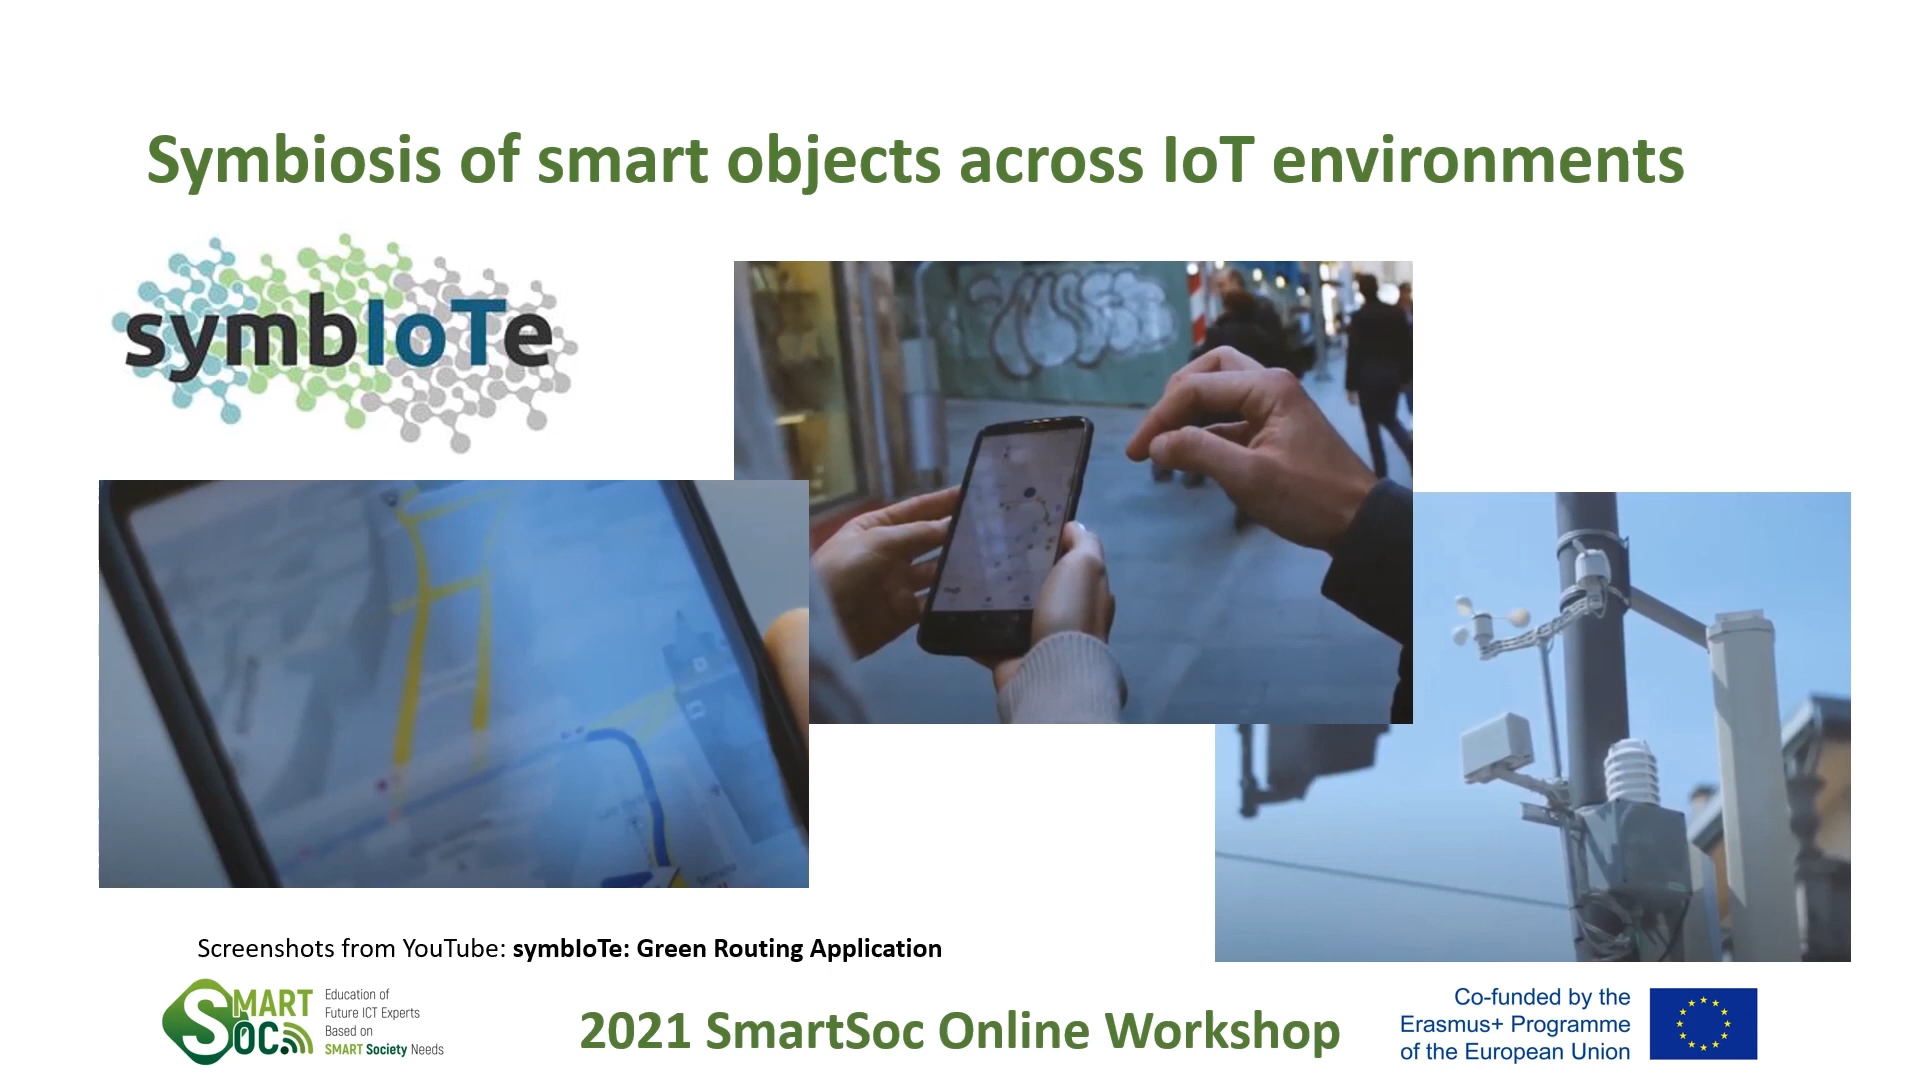 Symbiosis of smart objects across IoT environments
symbIoTe
Screenshots from YouTube: symbIoTe: Green Routing Application
SMART
SOC
Education of
Future ICT Experts
Based on
SMART Society Needs
2021 SmartSoc Online Workshop
Co-funded by the
Erasmus+ Programme
of the European Union